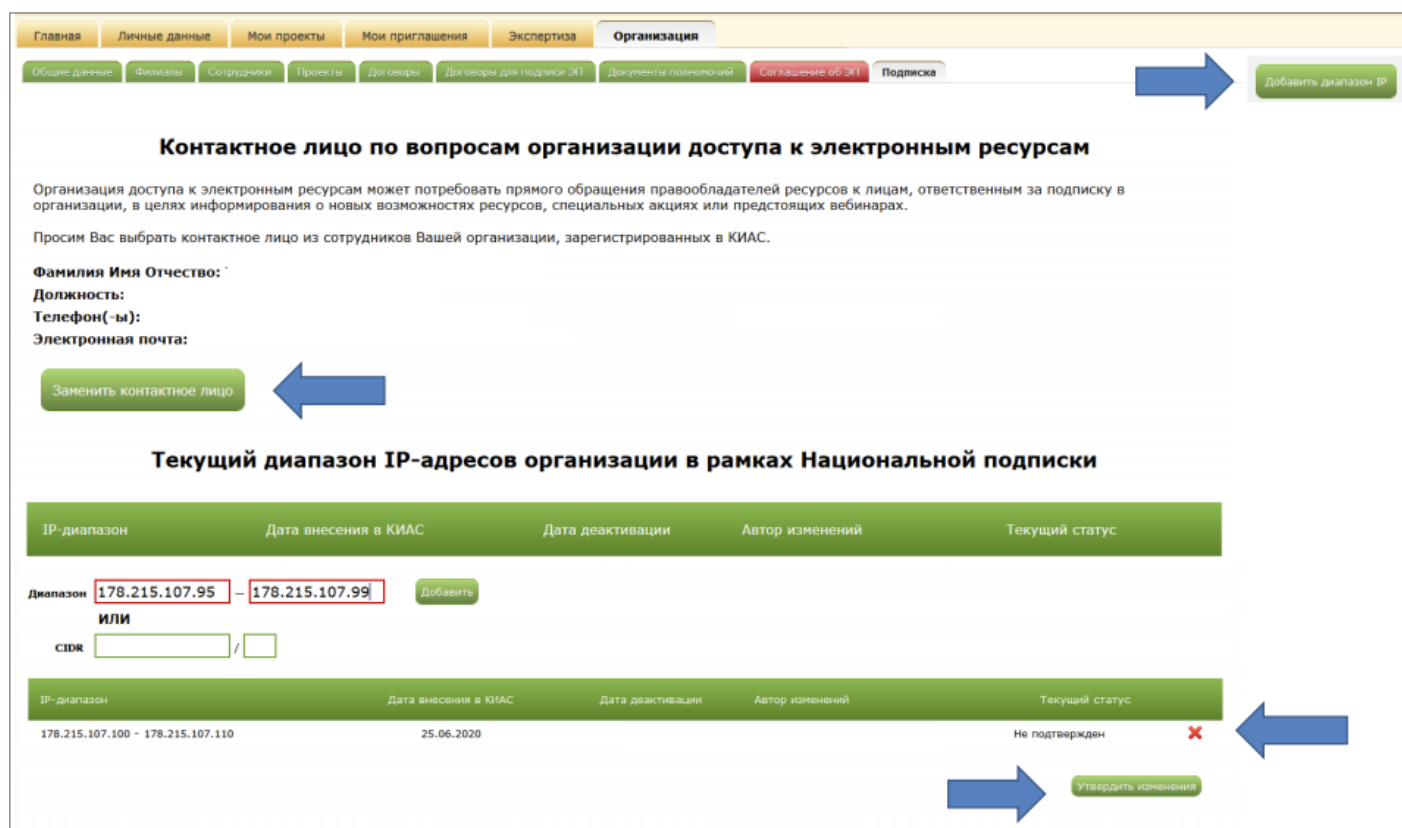 Главная Личные данные Мои проекты Мои приглашения Экспертиза Организация
Общие данные Филиалы Сотрудники Проекты Договоры Договоры для подписи ЭП Документы полномочий Соглашение об ЭП Подписка
Добавить диапазон IP
Контактное лицо по вопросам организации доступа к электронным ресурсам
Организация доступа к электронным ресурсам может потребовать прямого обращения правообладателей ресурсов к лицам, ответственным за подписку в
организации, в целях информирования о новых возможностях ресурсов, специальных акциях или предстоящих вебинарах.
Просим Вас выбрать контактное лицо из сотрудников Вашей организации, зарегистрированных в КИАС.
Фамилия Имя Отчество:
Должность:
Телефон(-ы):
Электронная почта:
Заменить контактное лицо
Текущий диапазон IP-адресов организации в рамках Национальной подписки
IP-диапазон Дата внесения в КИАС Дата деактивации Автор изменений Текущий статус
Диапазон 178.215.107.95 – 178.215.107.99 Добавить
или
CIDR /
IP-диапазон Дата внесения в КИАС Дата деактивации Автор изменений Текущий статус
178.215.107.100 - 178.215.107.110 25.06.2020 Не подтвержден
Утвердить изменения